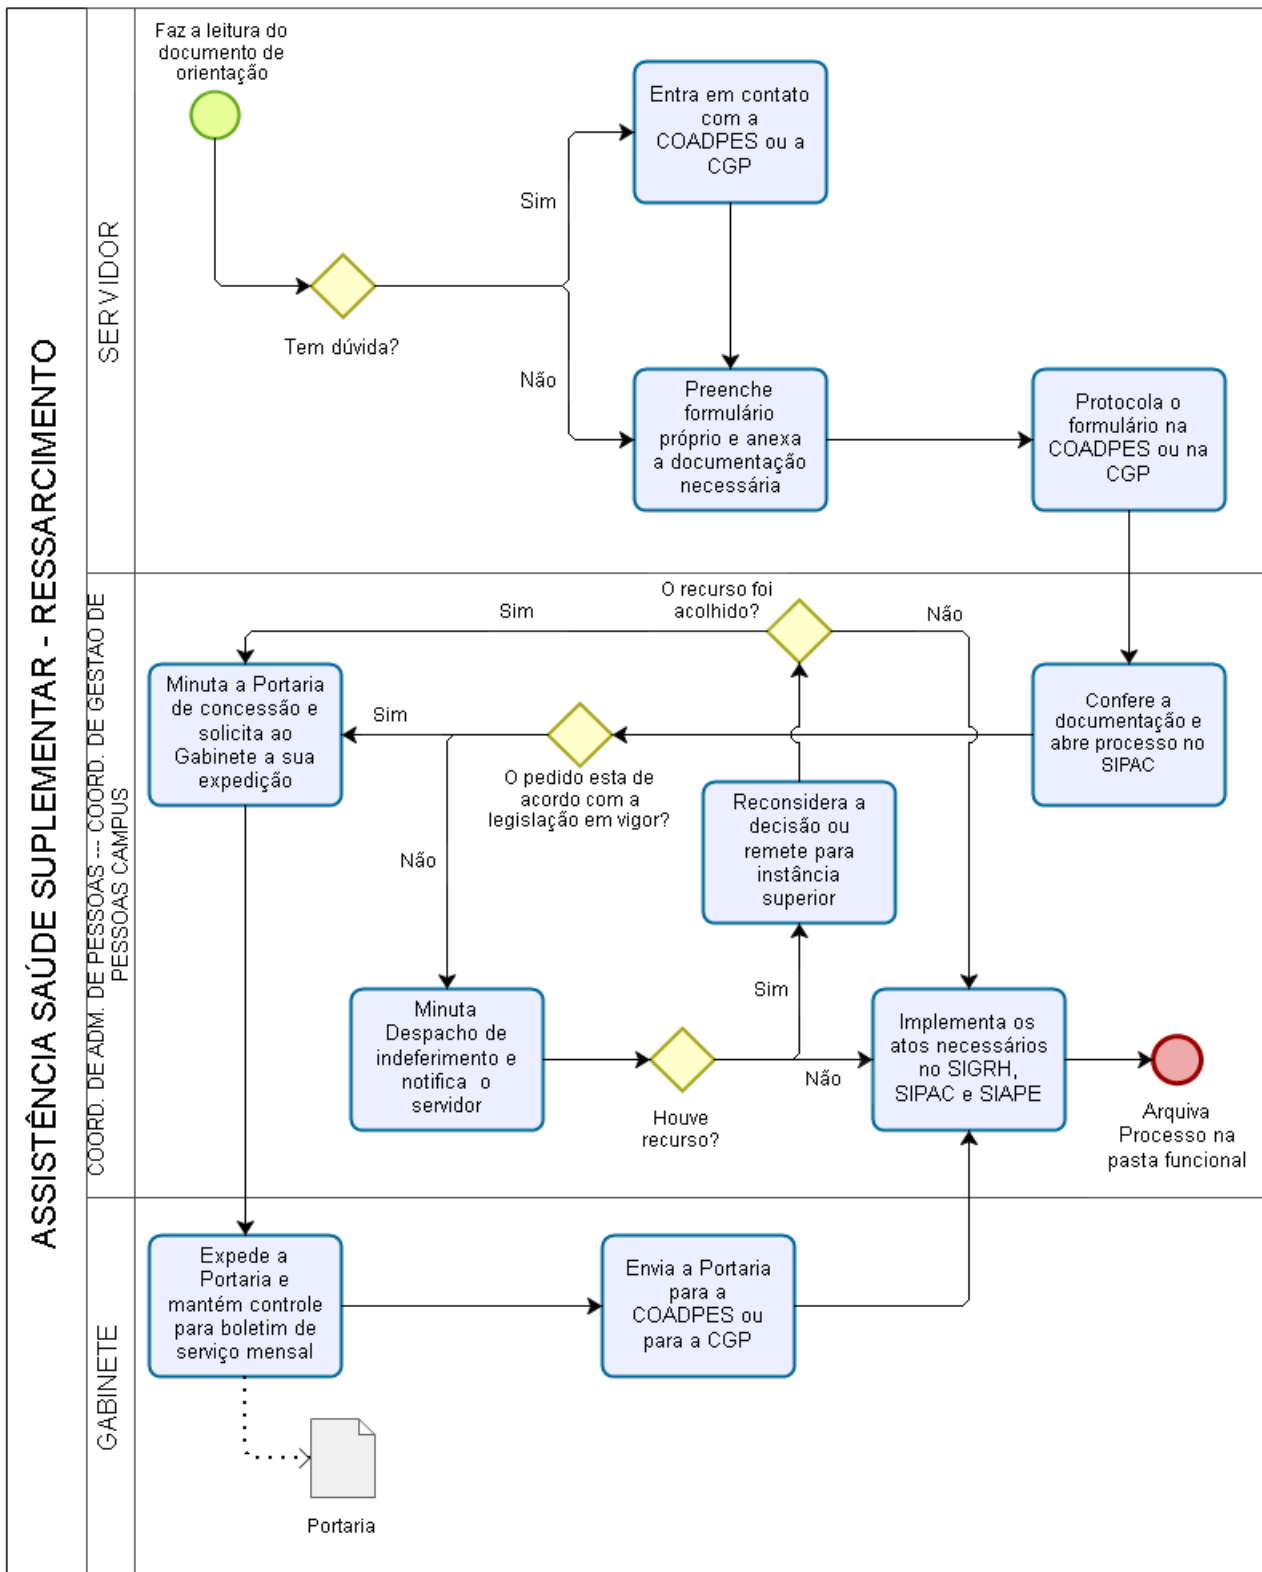 ASSISTÊNCIA SAÚDE SUPLEMENTAR - RESSARCIMENTO
SERVIDOR
Faz a leitura do
documento de
orientação
Tem dúvida?
Sim
Não
Entra em contato
com a
COADPES ou a
CGP
Preenche
formulário
próprio e anexa
a documentação
necessária
Protocola o
formulário na
COADPES ou na
CGP
COORD. DE ADM. DE PESSOAS --- COORD. DE GESTAO DE
PESSOAS CAMPUS
O recurso foi
acolhido?
Sim
Não
Minuta a Portaria
de concessão e
solicita ao
Gabinete a sua
expedição
Sim
O pedido esta de
acordo com a
legislação em vigor?
Não
Confere a
documentação e
abre processo no
SIPAC
Reconsidera a
decisão ou
remete para
instância
superior
Minuta
Despacho de
indeferimento e
notifica o
servidor
Houve
recurso?
Sim
Não
Implementa os
atos necessários
no SIGRH,
SIPAC e SIAPE
Arquiva
Processo na
pasta funcional
GABINETE
Expede a
Portaria e
mantém controle
para boletim de
serviço mensal
Envia a Portaria
para a
COADPES ou
para a CGP
Portaria